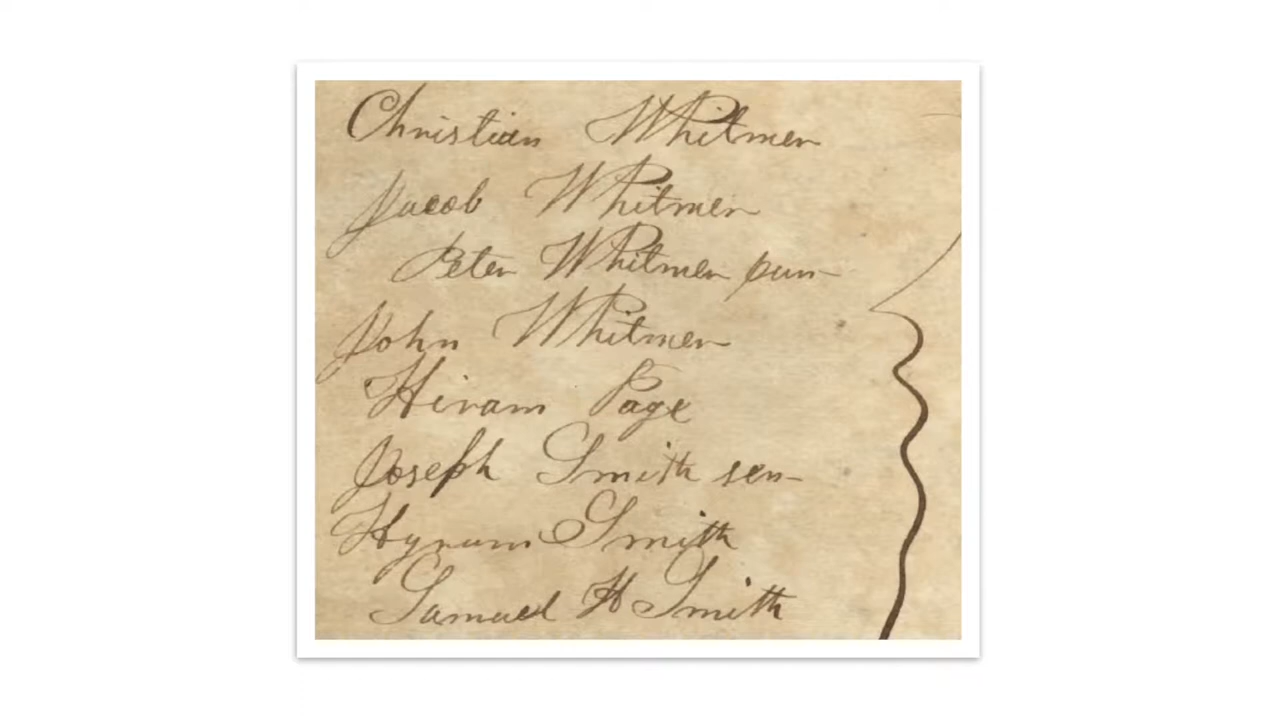 Christian Whitmer
Jacob Whitmer
Peter Whitmer jun
John Whitmer
Hiram Page
Joseph Smith sen
Hyrum Smith
Samuel H Smith